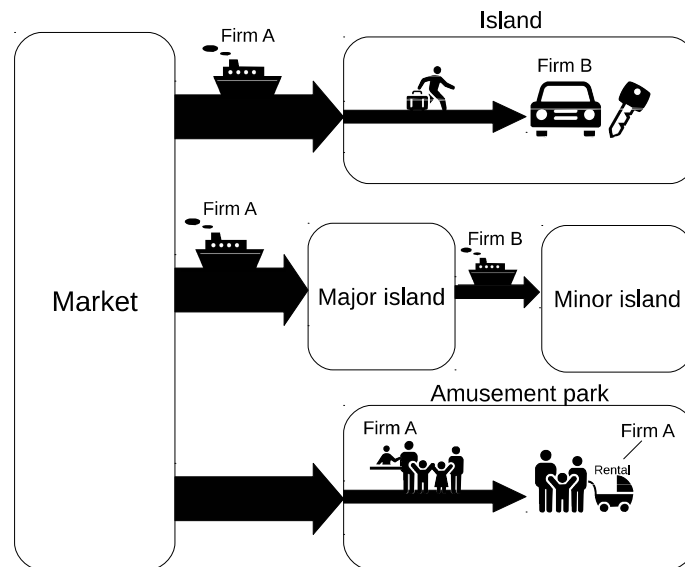 Island
Firm A
Firm B
Market
Firm A
Major island
Firm B
Minor island
Amusement park
Firm A
Firm A
Rental